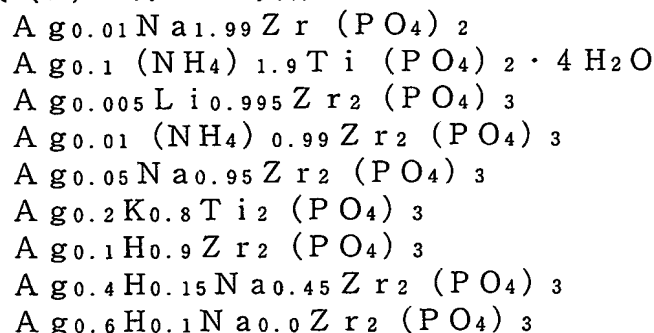 Ag0.01Na1.99Zr (PO4) 2
Ag0.1 (NH4) 1.9Ti (PO4) 2・4H2O
Ag0.005Li0.995Zr2 (PO4) 3
Ag0.01 (NH4) 0.99Zr2 (PO4) 3
Ag0.05Na0.95Zr2 (PO4) 3
Ag0.2K0.8Ti2 (PO4) 3
Ag0.1H0.9Zr2 (PO4) 3
Ag0.4H0.15Na0.45Zr2 (PO4) 3
Ag0.6H0.1Na0.0Zr2 (PO4) 3